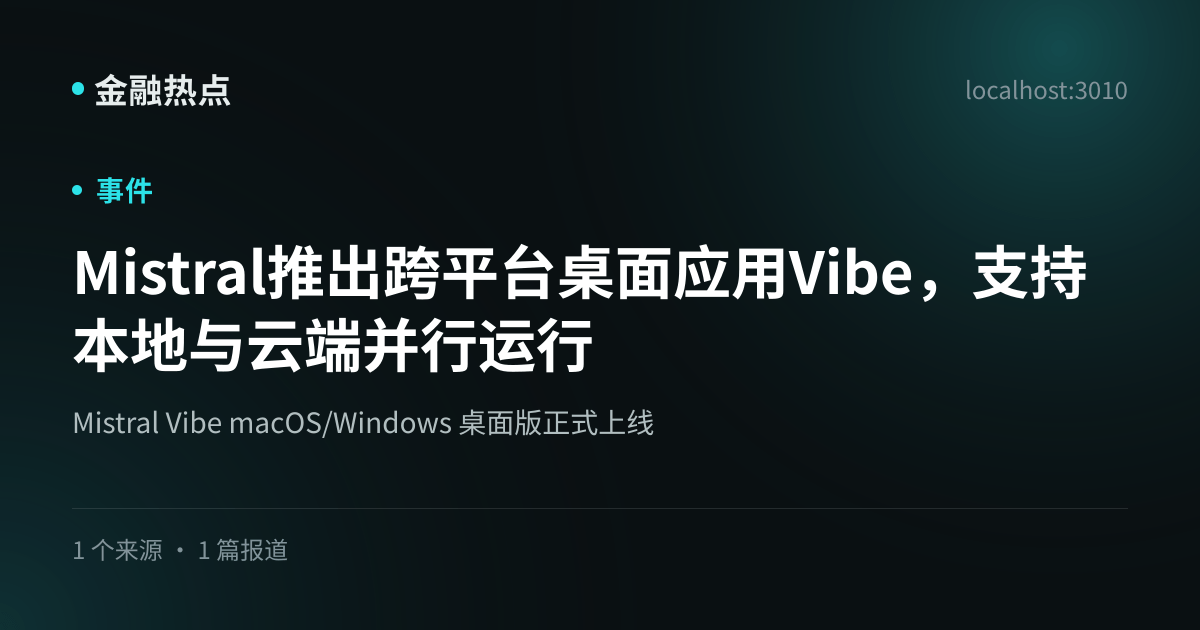 金融热点
localhost:3010
事件
Mistral推出跨平台桌面应用Vibe，支持
本地与云端并行运行
Mistral Vibe macOS/Windows 桌面版正式上线
1 个来源 · 1 篇报道